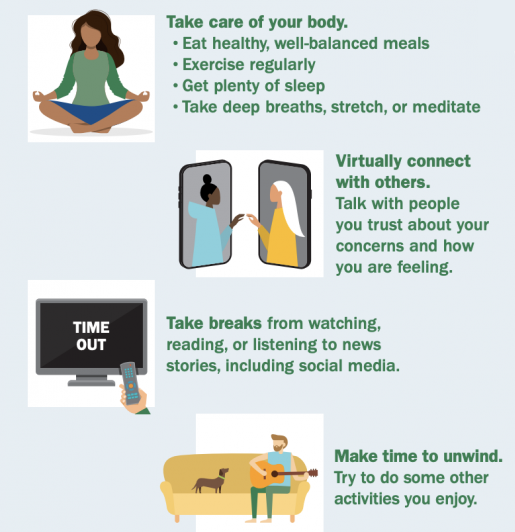 Take care of your body.
• Eat healthy, well-balanced meals
• Exercise regularly
• Get plenty of sleep
• Take deep breaths, stretch, or meditate
Virtually connect
with others.
Talk with people
you trust about your
concerns and how
you are feeling.
TIME
OUT
Take breaks from watching,
reading, or listening to news
stories, including social media.
Make time to unwind.
Try to do some other
activities you enjoy.